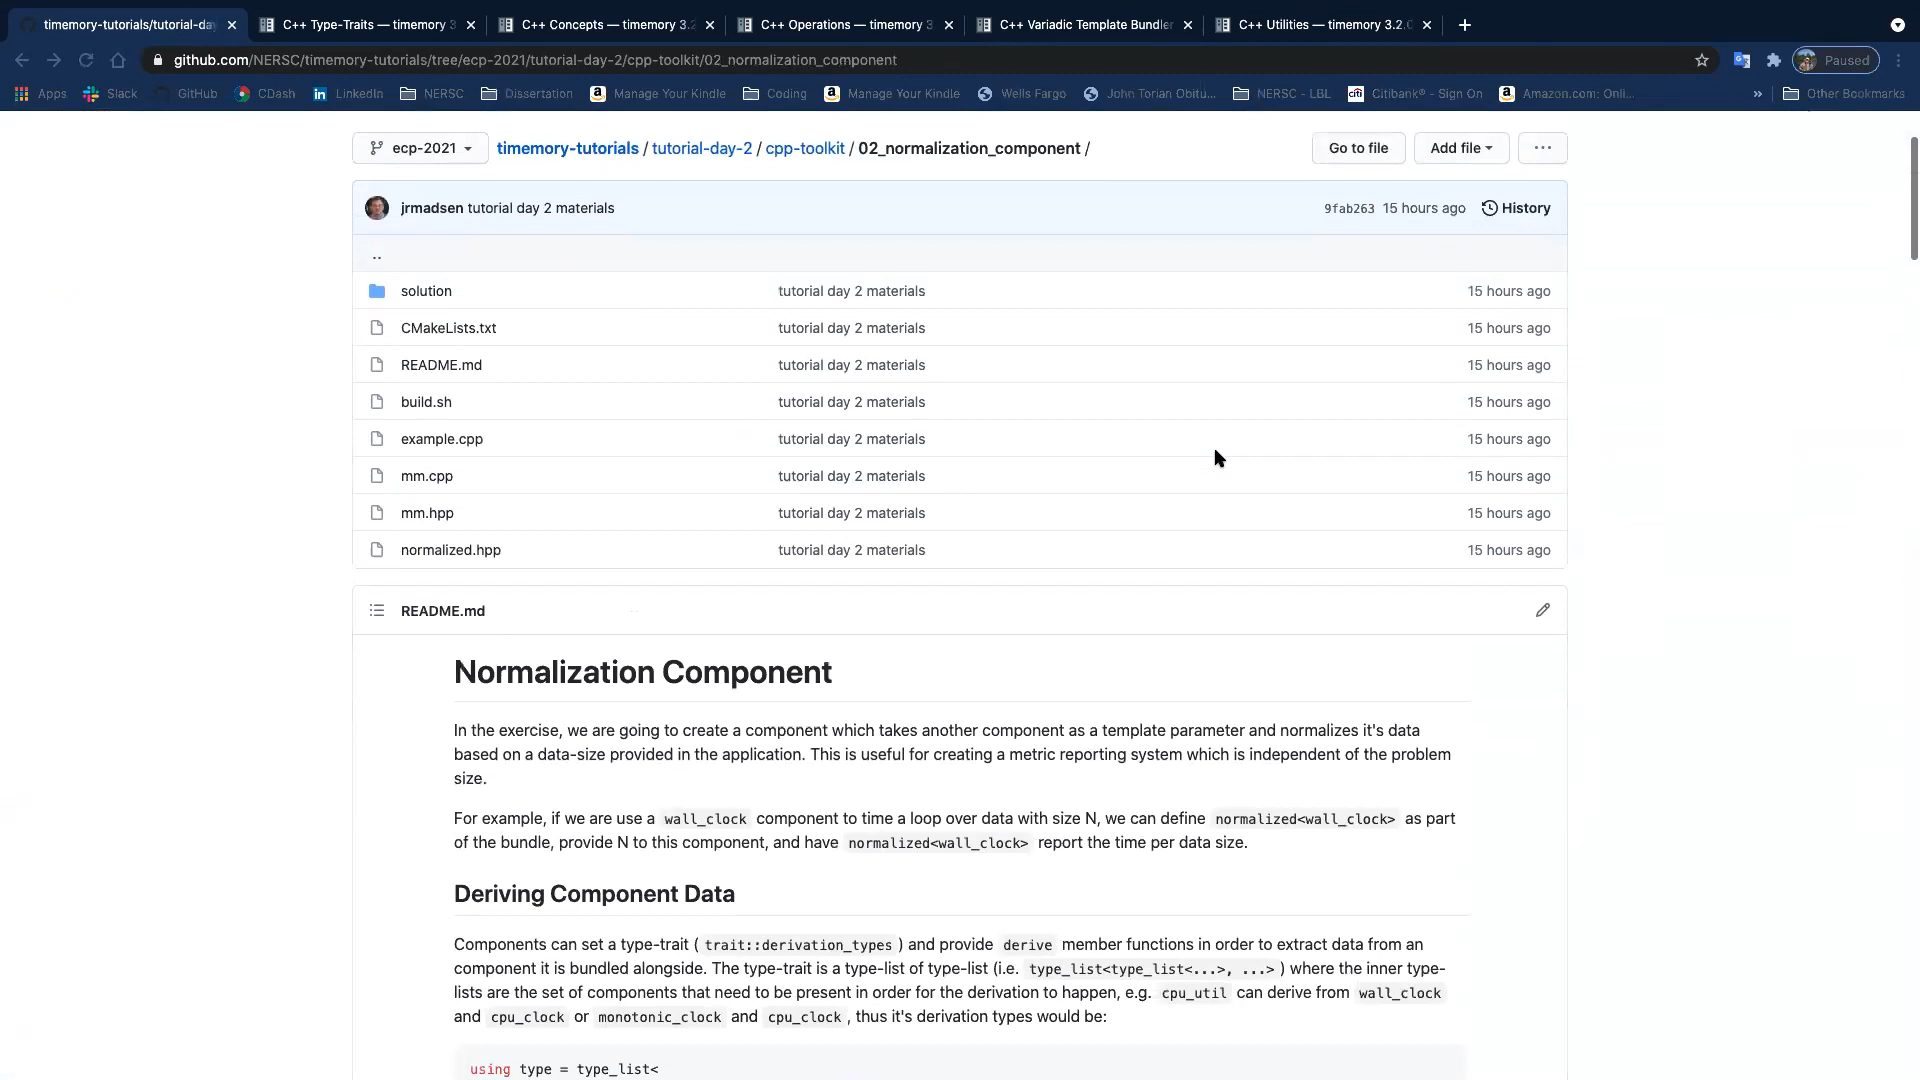 timemory-tutorials/tutorial-da
C++ Type-Traits — timemory 3
C++ Concepts — timemory 3.2
C++ Operations — timemory 3
C++ Variadic Template Bundler
C++ Utilities — timemory 3.2.0
github.com/NERSC/timemory-tutorials/tree/ecp-2021/tutorial-day-2/cpp-toolkit/02_normalization_component
Paused
Apps Slack GitHub CDash LinkedIn NERSC Dissertation Manage Your Kindle Coding Manage Your Kindle Wells Fargo John Torian Obitu... NERSC - LBL citi Citibank® - Sign On Amazon.com: Onli... » Other Bookmarks
ecp-2021 timemory-tutorials / tutorial-day-2 / cpp-toolkit / 02_normalization_component / Go to file Add file ...
jrmadsen tutorial day 2 materials 9fab263 15 hours ago History
..
solution tutorial day 2 materials 15 hours ago
CMakeLists.txt tutorial day 2 materials 15 hours ago
README.md tutorial day 2 materials 15 hours ago
build.sh tutorial day 2 materials 15 hours ago
example.cpp tutorial day 2 materials 15 hours ago
mm.cpp tutorial day 2 materials 15 hours ago
mm.hpp tutorial day 2 materials 15 hours ago
normalized.hpp tutorial day 2 materials 15 hours ago
README.md
Normalization Component
In the exercise, we are going to create a component which takes another component as a template parameter and normalizes it's data
based on a data-size provided in the application. This is useful for creating a metric reporting system which is independent of the problem
size.
For example, if we are use a wall_clock component to time a loop over data with size N, we can define normalized<wall_clock> as part
of the bundle, provide N to this component, and have normalized<wall_clock> report the time per data size.
Deriving Component Data
Components can set a type-trait ( trait::derivation_types ) and provide derive member functions in order to extract data from an
component it is bundled alongside. The type-trait is a type-list of type-list (i.e. type_list<type_list<...>, ...> ) where the inner type-
lists are the set of components that need to be present in order for the derivation to happen, e.g. cpu_util can derive from wall_clock
and cpu_clock or monotonic_clock and cpu_clock , thus it's derivation types would be:
using type = type_list<